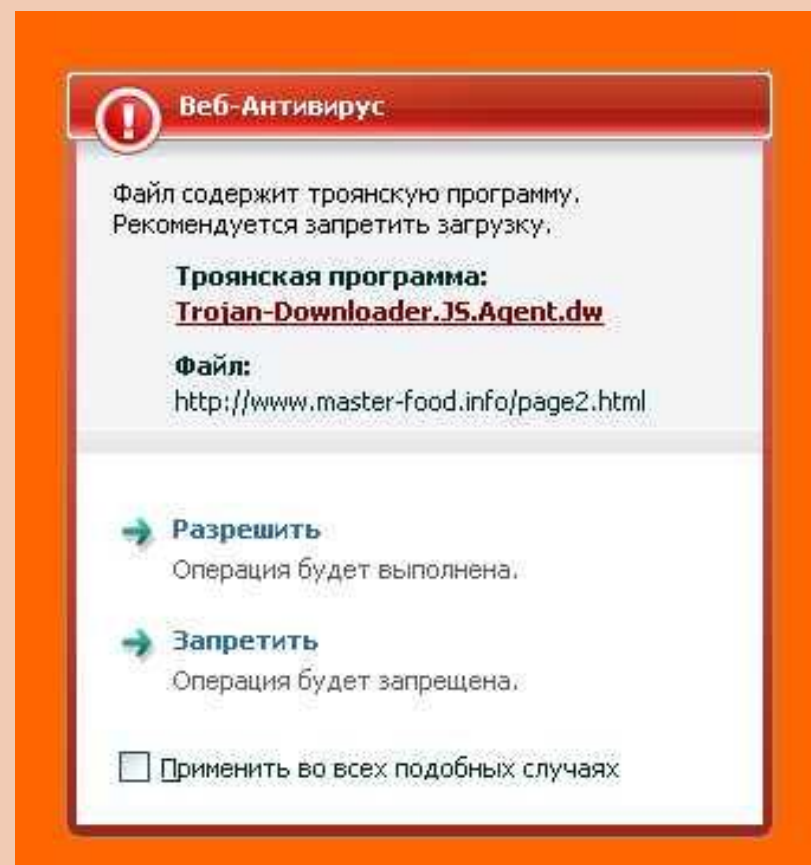 Веб-Антивирус
Файл содержит троянскую программу.
Рекомендуется запретить загрузку.
Троянская программа:
Trojan-Downloader.JS.Agent.dw
Файл:
http://www.master-food.info/page2.html
Разрешить
Операция будет выполнена.
Запретить
Операция будет запрещена.
Применить во всех подобных случаях